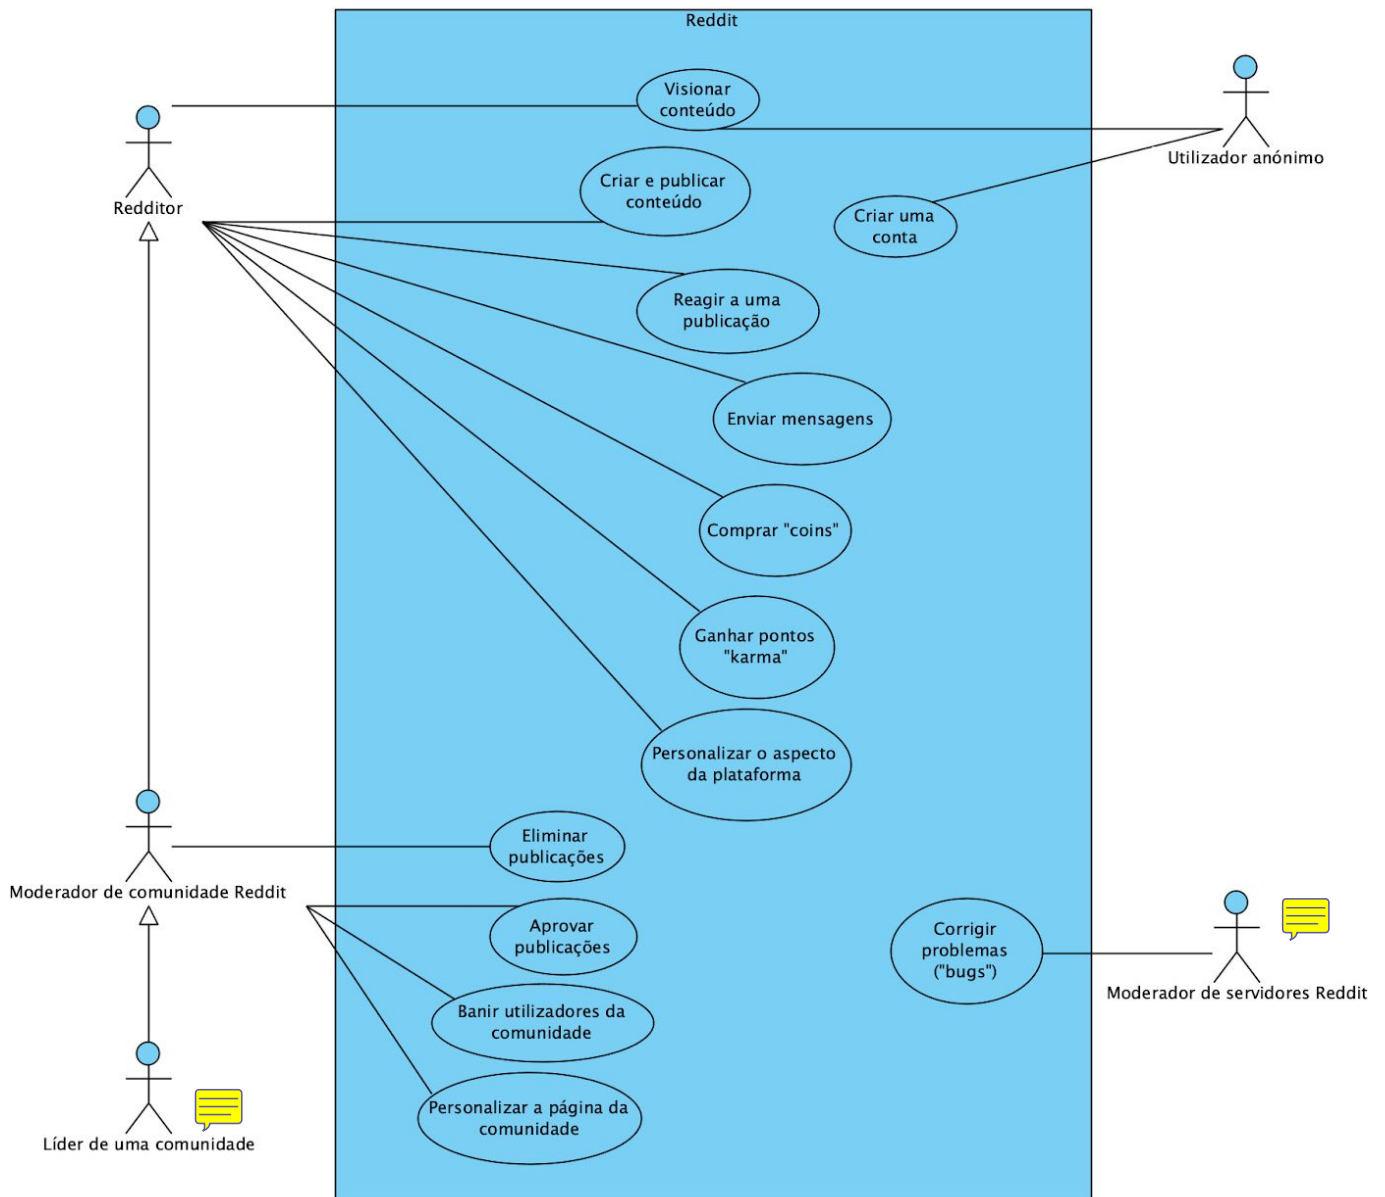 Reddit
Visionar
conteúdo
Utilizador anónimo
Criar e publicar
conteúdo
Redditor
Criar uma
conta
Reagir a uma
publicação
Enviar mensagens
Comprar "coins"
Ganhar pontos
"karma"
Personalizar o aspecto
da plataforma
Eliminar
publicações
Moderador de comunidade Reddit
Aprovar
publicações
Corrigir
problemas
("bugs")
Moderador de servidores Reddit
Banir utilizadores da
comunidade
Personalizar a página da
comunidade
Líder de uma comunidade